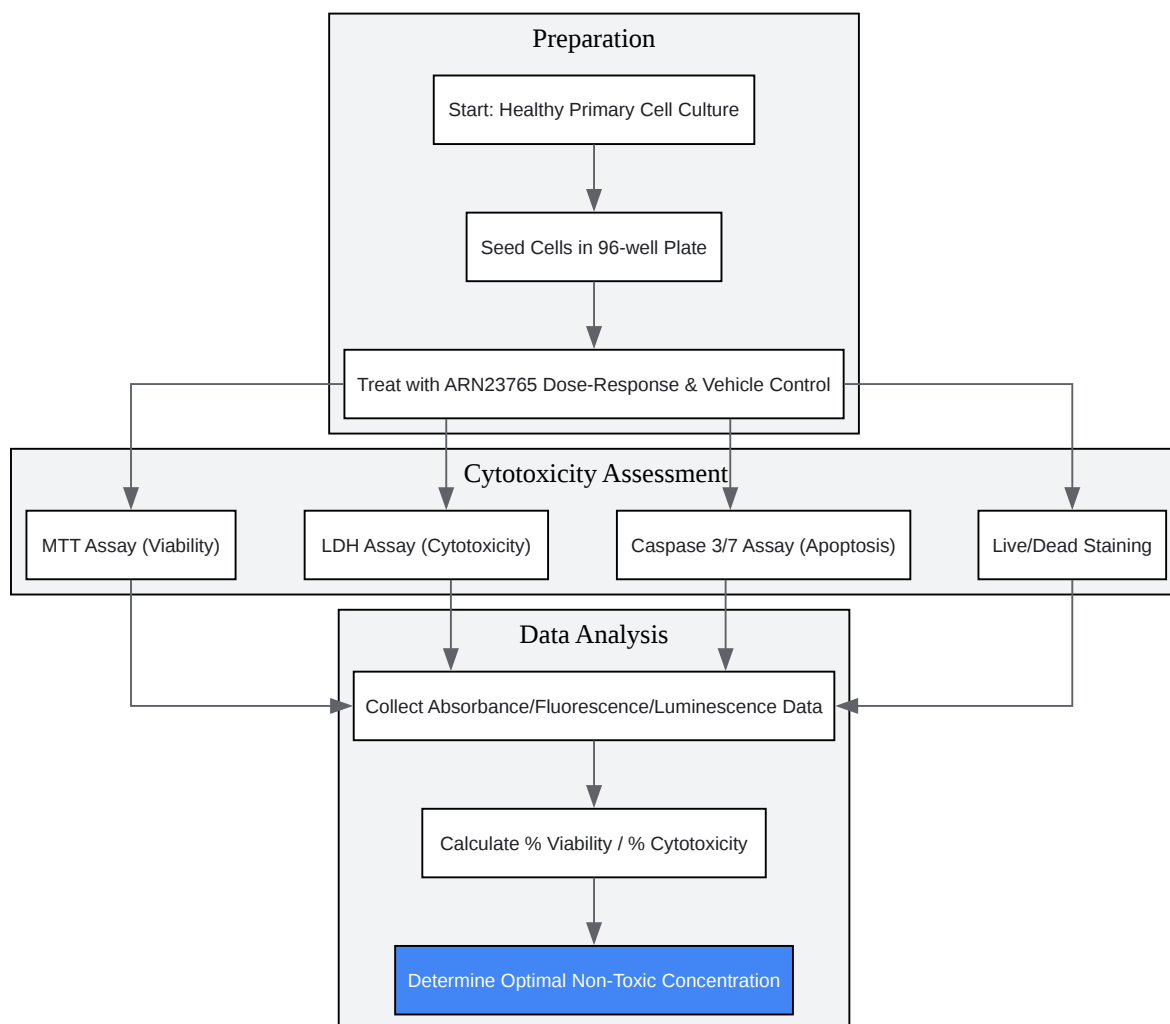 Preparation
Start: Healthy Primary Cell Culture
Seed Cells in 96-well Plate
Treat with ARN23765 Dose-Response & Vehicle Control
Cytotoxicity Assessment
MTT Assay (Viability)
LDH Assay (Cytotoxicity)
Caspase 3/7 Assay (Apoptosis)
Live/Dead Staining
Data Analysis
Collect Absorbance/Fluorescence/Luminescence Data
Calculate % Viability / % Cytotoxicity
Determine Optimal Non-Toxic Concentration